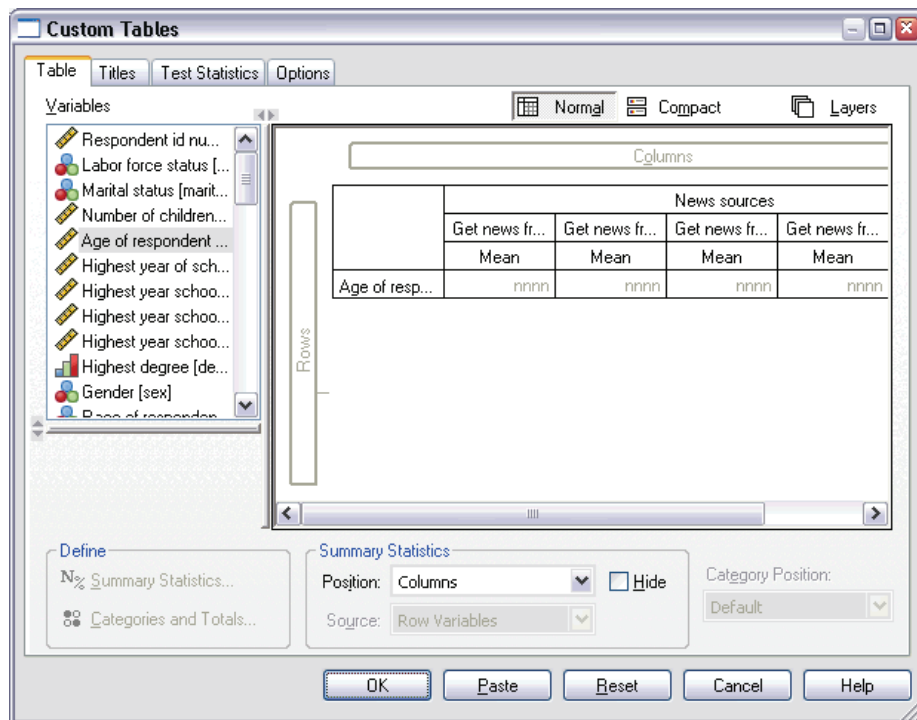 Custom Tables
Table Titles Test Statistics Options
Variables
Normal Compact Layers
Respondent id nu...
Labor force status [...
Marital status [marit...
Number of children...
Age of respondent ...
Highest year of sch...
Highest year schoo...
Highest year schoo...
Highest year schoo...
Highest degree [de...
Gender [sex]
Race of responden
Columns
Rows
News sources
Get news fr... Get news fr... Get news fr... Get news fr...
Mean Mean Mean Mean
Age of resp... nnnn nnnn nnnn nnnn
Define
N% Summary Statistics...
Categories and Totals...
Summary Statistics
Position: Columns Hide
Source: Row Variables
Category Position:
Default
OK Paste Reset Cancel Help